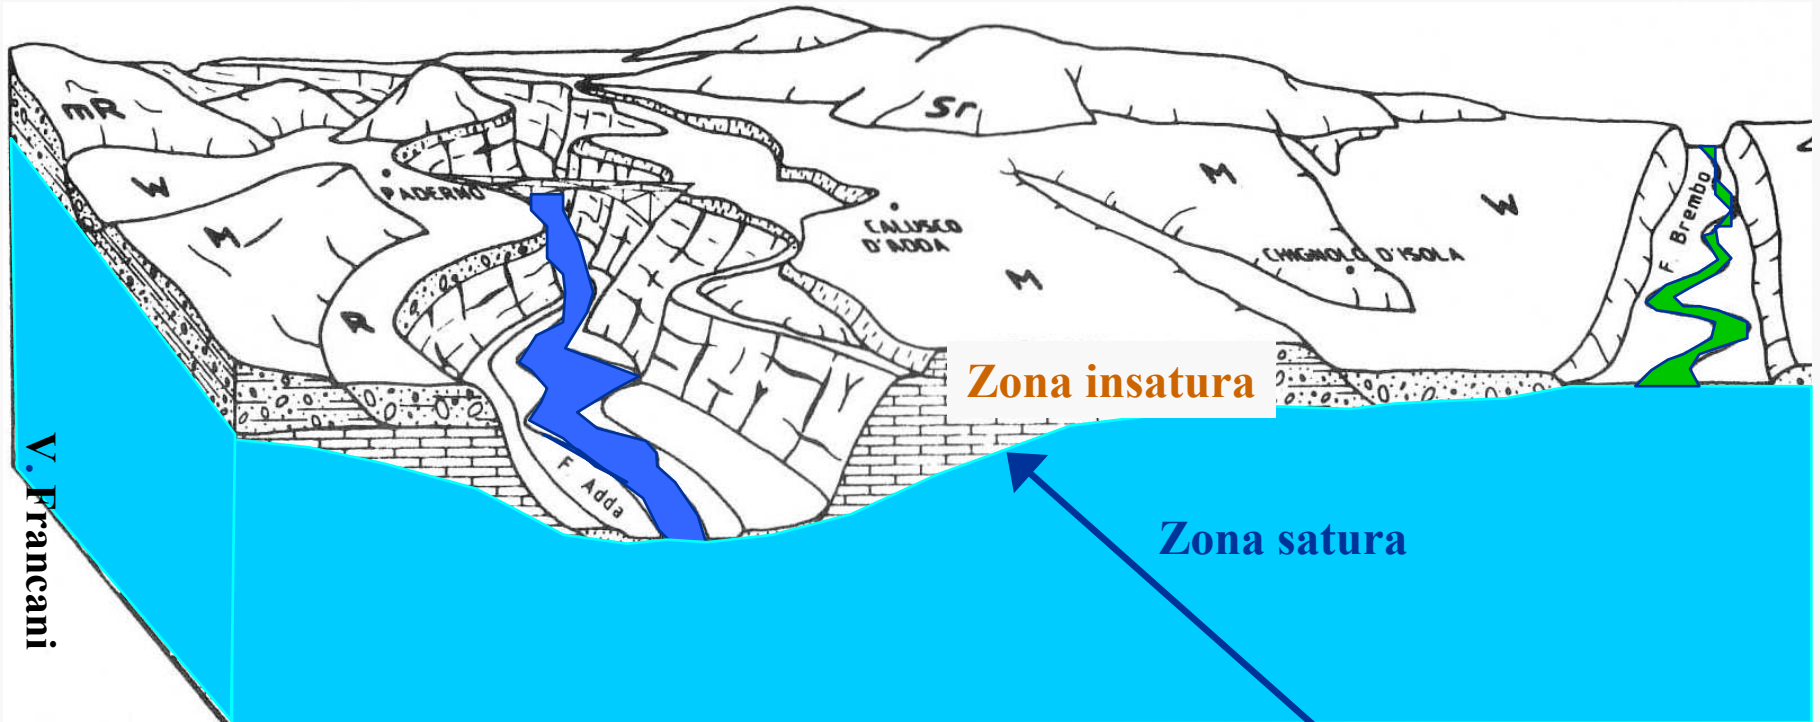 mR
Sr
W
PADERNO
M
R
CALUSCO
D'ADDA
M
M
W
CHIGNOLO D'ISOLA
F. Brembo
Zona insatura
Zona satura
F. Adda
V. Francani